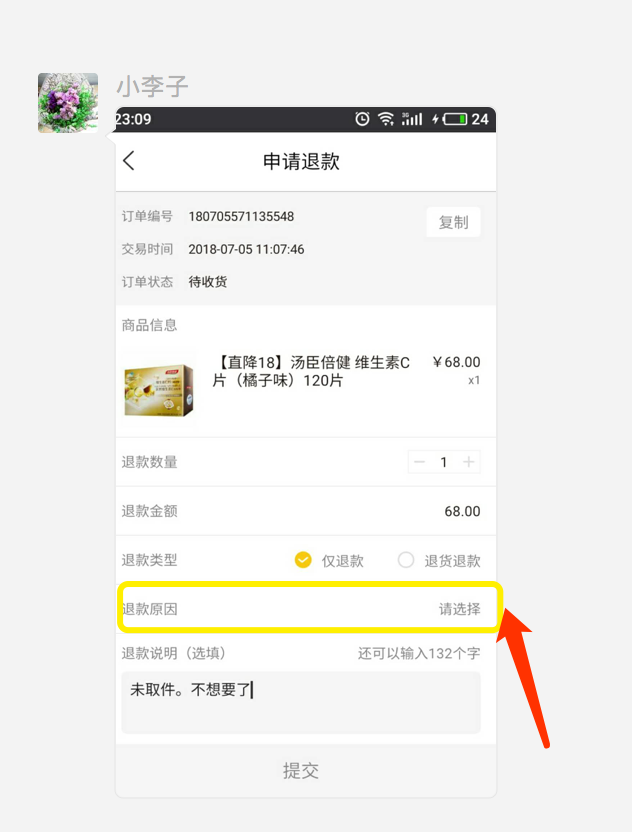 小李子
23:09
3G
24
申请退款
订单编号 180705571135548
复制
交易时间 2018-07-05 11:07:46
订单状态 待收货
商品信息
【直降18】汤臣倍健 维生素C ￥68.00
片（橘子味）120片 x1
退款数量 1
退款金额 68.00
退款类型 仅退款 退货退款
退款原因 请选择
退款说明（选填） 还可以输入132个字
未取件。不想要了
提交